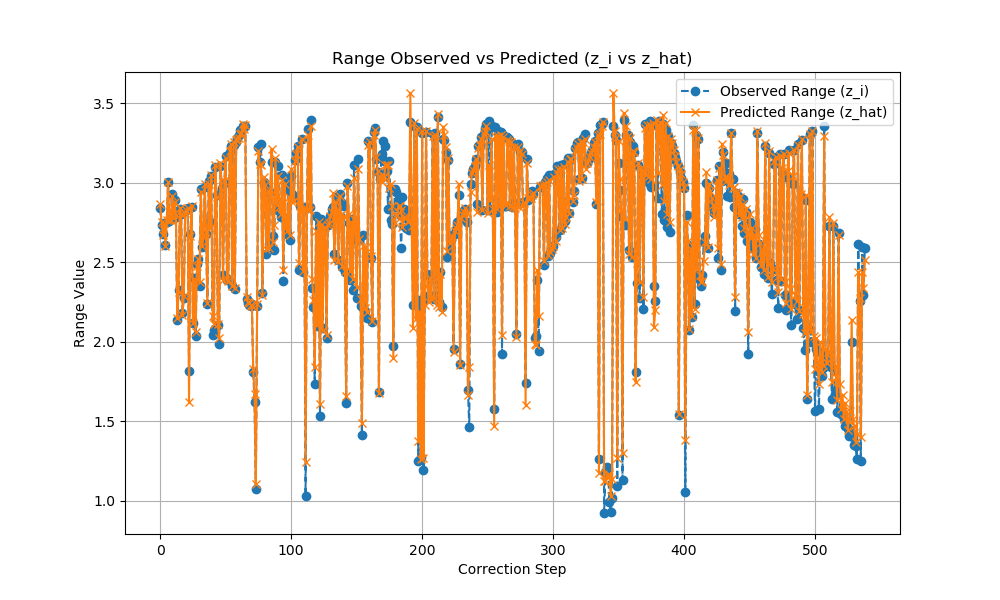 Range Observed vs Predicted (z_i vs z_hat)
Observed Range (z_i)
Predicted Range (z_hat)
Range Value
3.5
3.0
2.5
2.0
1.5
1.0
0 100 200 300 400 500
Correction Step